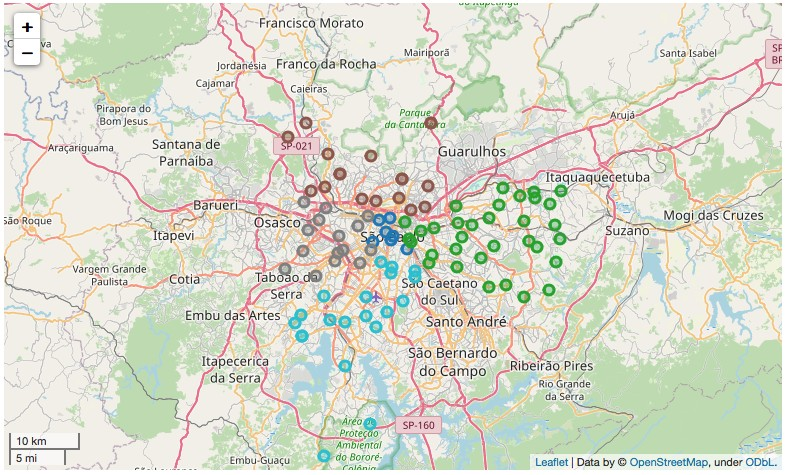 Francisco Morato
+
−
Mairiporã
Santa Isabel
Jordanésia
Franco da Rocha
Cajamar
Caieiras
Pirapora do
Bom Jesus
Parque
da Cantareira
Arujá
Araçariguama
SP-021
Santana de
Parnaíba
Guarulhos
Itaquaquecetuba
Barueri
São Roque
Osasco
Mogi das Cruzes
Itapevi
São Paulo
Suzano
Vargem Grande
Paulista
Cotia
Taboão da
Serra
São Caetano
do Sul
Embu das Artes
Santo André
Itapecerica
da Serra
São Bernardo
do Campo
Ribeirão Pires
Rio Grande
da Serra
SP-160
Área
Proteção
Ambiental
do Bororé-
Colônia
10 km
5 mi
Embu-Guaçu
Leaflet | Data by © OpenStreetMap, under ODbL.